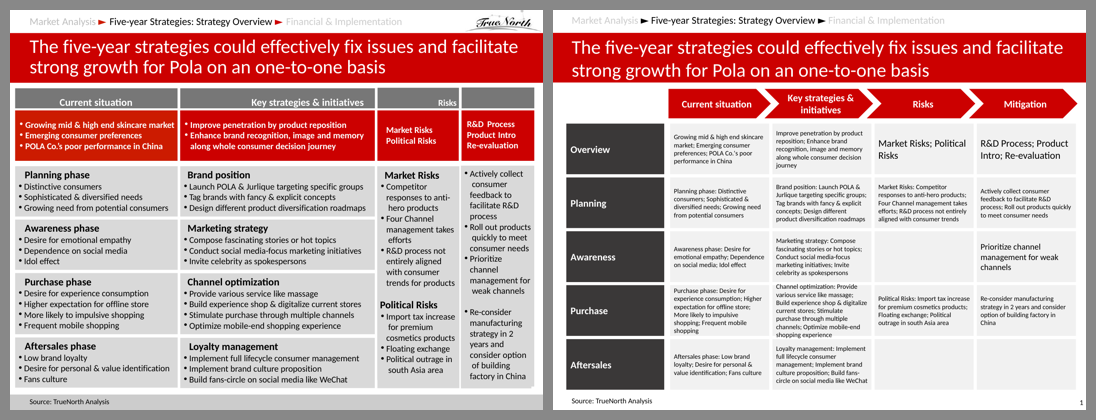 Market Analysis ► Five-year Strategies: Strategy Overview ► Financial & Implementation
True North
The five-year strategies could effectively fix issues and facilitate
strong growth for Pola on an one-to-one basis
Current situation
Key strategies & initiatives
Risks
• Growing mid & high end skincare market
• Emerging consumer preferences
• POLA Co.'s poor performance in China
• Improve penetration by product reposition
• Enhance brand recognition, image and memory
along whole consumer decision journey
Market Risks
Political Risks
R&D Process
Product Intro
Re-evaluation
Planning phase
• Distinctive consumers
• Sophisticated & diversified needs
• Growing need from potential consumers
Brand position
• Launch POLA & Jurlique targeting specific groups
• Tag brands with fancy & explicit concepts
• Design different product diversification roadmaps
Awareness phase
• Desire for emotional empathy
• Dependence on social media
• Idol effect
Marketing strategy
• Compose fascinating stories or hot topics
• Conduct social media-focus marketing initiatives
• Invite celebrity as spokespersons
Purchase phase
• Desire for experience consumption
• Higher expectation for offline store
• More likely to impulsive shopping
• Frequent mobile shopping
Channel optimization
• Provide various service like massage
• Build experience shop & digitalize current stores
• Stimulate purchase through multiple channels
• Optimize mobile-end shopping experience
Aftersales phase
• Low brand loyalty
• Desire for personal & value identification
• Fans culture
Loyalty management
• Implement full lifecycle consumer management
• Implement brand culture proposition
• Build fans-circle on social media like WeChat
Market Risks
• Competitor
responses to anti-
hero products
• Four Channel
management takes
efforts
• R&D process not
entirely aligned
with consumer
trends for products
Political Risks
• Import tax increase
for premium
cosmetics products
• Floating exchange
• Political outrage in
south Asia area
• Actively collect
consumer
feedback to
facilitate R&D
process
• Roll out products
quickly to meet
consumer needs
• Prioritize
channel
management for
weak channels
• Re-consider
manufacturing
strategy in 2
years and
consider option
of building
factory in China
Source: TrueNorth Analysis
Market Analysis ► Five-year Strategies: Strategy Overview ► Financial & Implementation
The five-year strategies could effectively fix issues and facilitate
strong growth for Pola on an one-to-one basis
Current situation
Key strategies &
initiatives
Risks
Mitigation
Overview
Growing mid & high end skincare
market; Emerging consumer
preferences; POLA Co.'s poor
performance in China
Improve penetration by product
reposition; Enhance brand
recognition, image and memory
along whole consumer decision
journey
Market Risks; Political
Risks
R&D Process; Product
Intro; Re-evaluation
Planning
Planning phase: Distinctive
consumers; Sophisticated &
diversified needs; Growing need
from potential consumers
Brand position: Launch POLA &
Jurlique targeting specific groups;
Tag brands with fancy & explicit
concepts; Design different product
diversification roadmaps
Market Risks: Competitor
responses to anti-hero products;
Four Channel management takes
efforts; R&D process not entirely
aligned with consumer trends
Actively collect consumer
feedback to facilitate R&D
process; Roll out products quickly
to meet consumer needs
Awareness
Awareness phase: Desire for
emotional empathy; Dependence
on social media; Idol effect
Marketing strategy: Compose
fascinating stories or hot topics;
Conduct social media-focus
marketing initiatives; Invite
celebrity as spokespersons
Prioritize channel
management for weak
channels
Purchase
Purchase phase: Desire for
experience consumption; Higher
expectation for offline store;
More likely to impulsive
shopping; Frequent mobile
shopping
Channel optimization: Provide
various service like massage;
Build experience shop & digitalize
current stores; Stimulate
purchase through multiple
channels; Optimize mobile-end
shopping experience
Political Risks: Import tax increase
for premium cosmetics products;
Floating exchange; Political
outrage in south Asia area
Re-consider manufacturing
strategy in 2 years and consider
option of building factory in
China
Aftersales
Aftersales phase: Low brand
loyalty; Desire for personal &
value identification; Fans culture
Loyalty management: Implement
full lifecycle consumer
management; Implement brand
culture proposition; Build fans-
circle on social media like WeChat
Source: TrueNorth Analysis
1